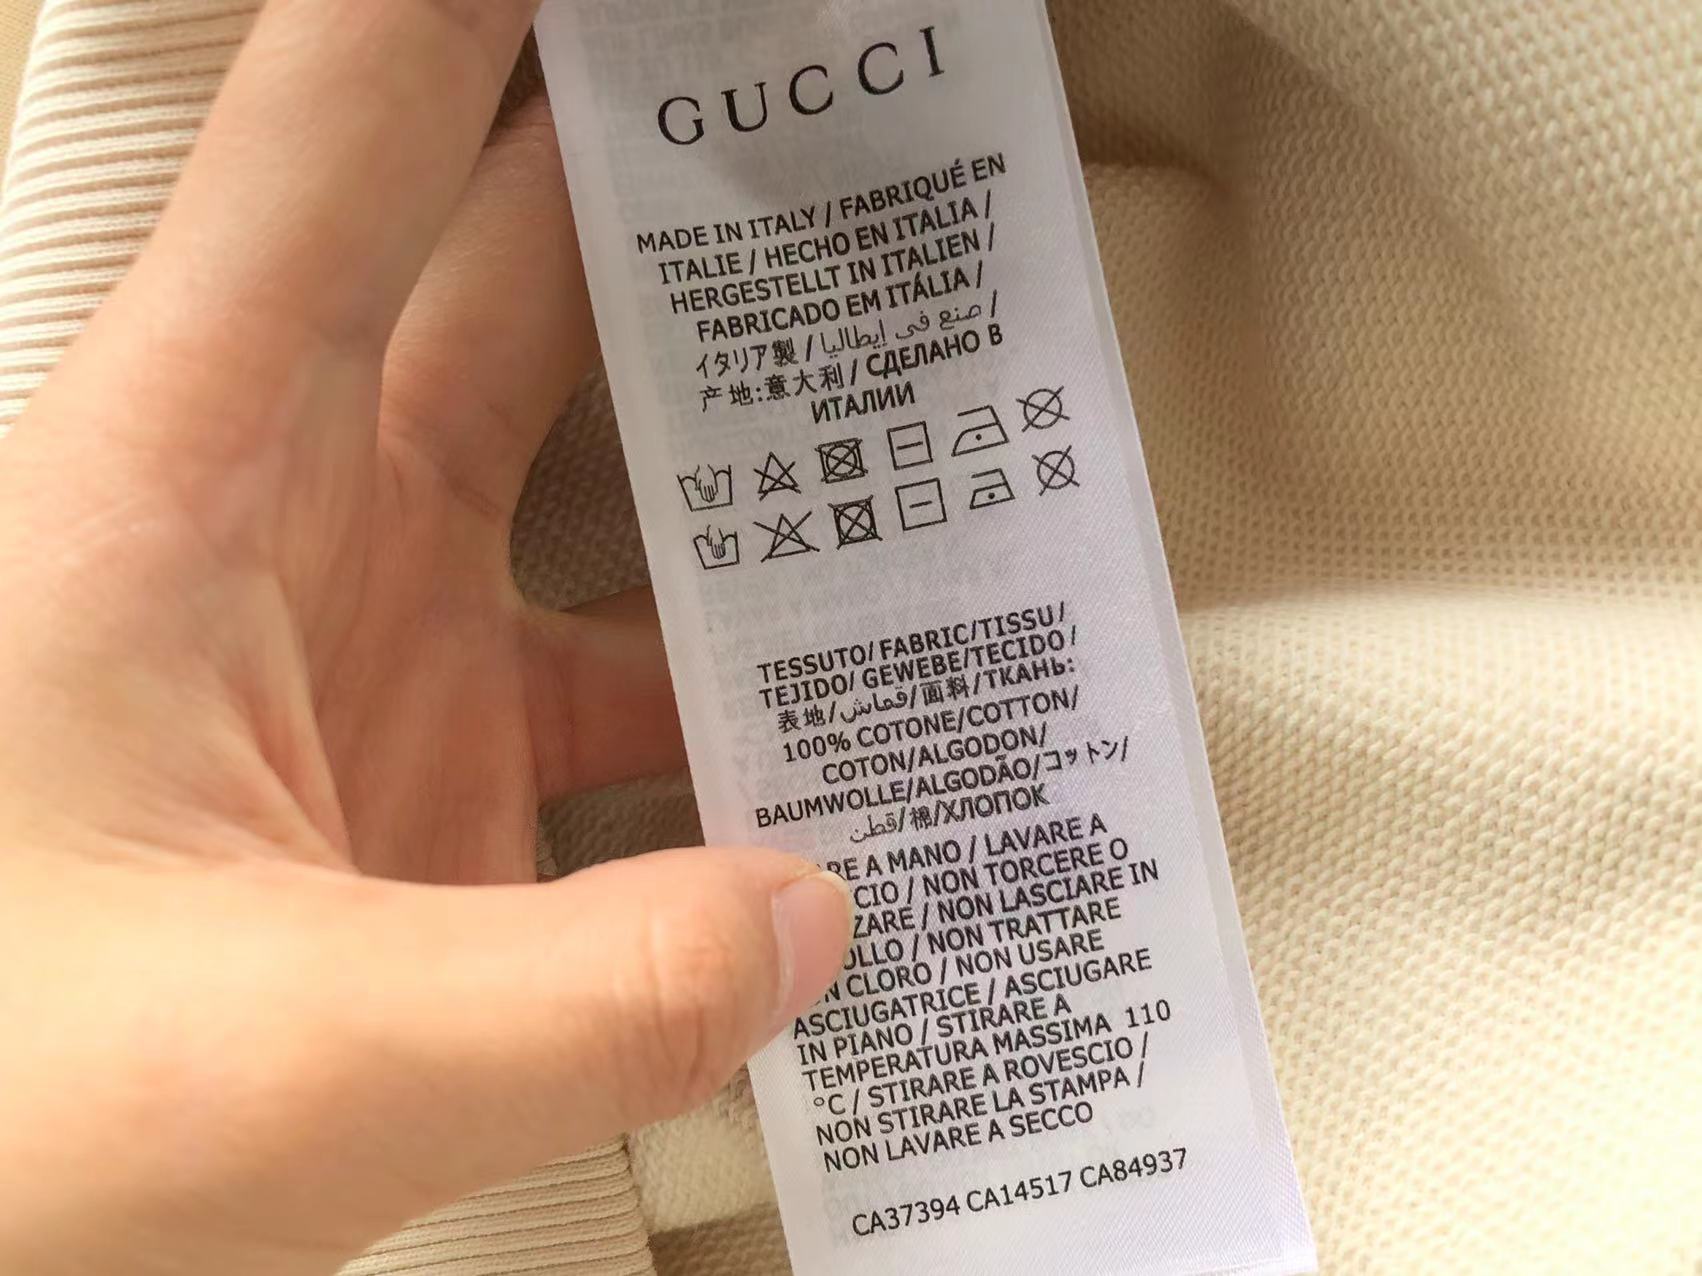 GUCCI
MADE IN ITALY / FABRIQUÉ EN
ITALIE / HECHO EN ITALIA /
HERGESTELLT IN ITALIEN /
FABRICADO EM ITÁLIA /
イタリア製 / صنع في إيطاليا /
产地:意大利 / СДЕЛАНО В
ИТАЛИИ
TESSUTO/FABRIC/TISSU/
TEJIDO/ GEWEBE/TECIDO/
表地/قماش/面料/ТКАНЬ:
100% COTONE/COTTON/
COTON/ALGODON/
BAUMWOLLE/ALGODÃO/コットン/
قطن/棉/ХЛОПОК
A MANO / LAVARE A
/ NON TORCERE O
/ NON LASCIARE IN
/ NON TRATTARE
CLORO / NON USARE
ASCIUGATRICE / ASCIUGARE
IN PIANO / STIRARE A
TEMPERATURA MASSIMA 110
°C / STIRARE A ROVESCIO /
NON STIRARE LA STAMPA /
NON LAVARE A SECCO
CA37394 CA14517 CA84937